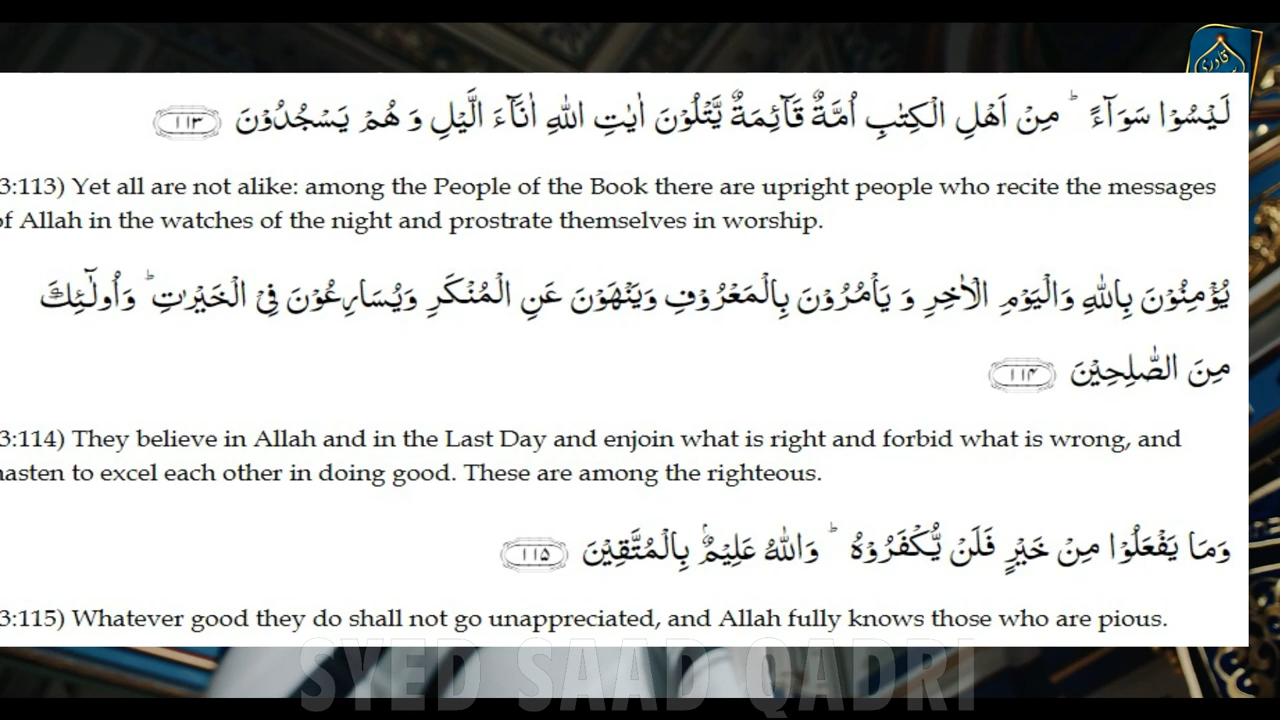 قادری
لَيۡسُوۡا سَوَآءً ؕ مِنۡ اَهۡلِ الۡكِتٰبِ اُمَّةٌ قَآئِمَةٌ يَّتۡلُوۡنَ اٰيٰتِ اللّٰهِ اٰنَآءَ الَّيۡلِ وَ هُمۡ يَسۡجُدُوۡنَ ﴿۱۱۳﴾
3:113) Yet all are not alike: among the People of the Book there are upright people who recite the messages
of Allah in the watches of the night and prostrate themselves in worship.
يُؤۡمِنُوۡنَ بِاللّٰهِ وَالۡيَوۡمِ الۡاٰخِرِ وَ يَاۡمُرُوۡنَ بِالۡمَعۡرُوۡفِ وَيَنۡهَوۡنَ عَنِ الۡمُنۡكَرِ وَيُسَارِعُوۡنَ فِىۡ الۡخَيۡرٰتِ ؕ وَاُولٰٓئِكَ
مِنَ الصّٰلِحِيۡنَ ﴿۱۱۴﴾
3:114) They believe in Allah and in the Last Day and enjoin what is right and forbid what is wrong, and
hasten to excel each other in doing good. These are among the righteous.
وَمَا يَفۡعَلُوۡا مِنۡ خَيۡرٍ فَلَنۡ يُّكۡفَرُوۡهُ ؕ وَاللّٰهُ عَلِيۡمٌۢ بِالۡمُتَّقِيۡنَ ﴿۱۱۵﴾
3:115) Whatever good they do shall not go unappreciated, and Allah fully knows those who are pious.
SYED SAAD QADRI